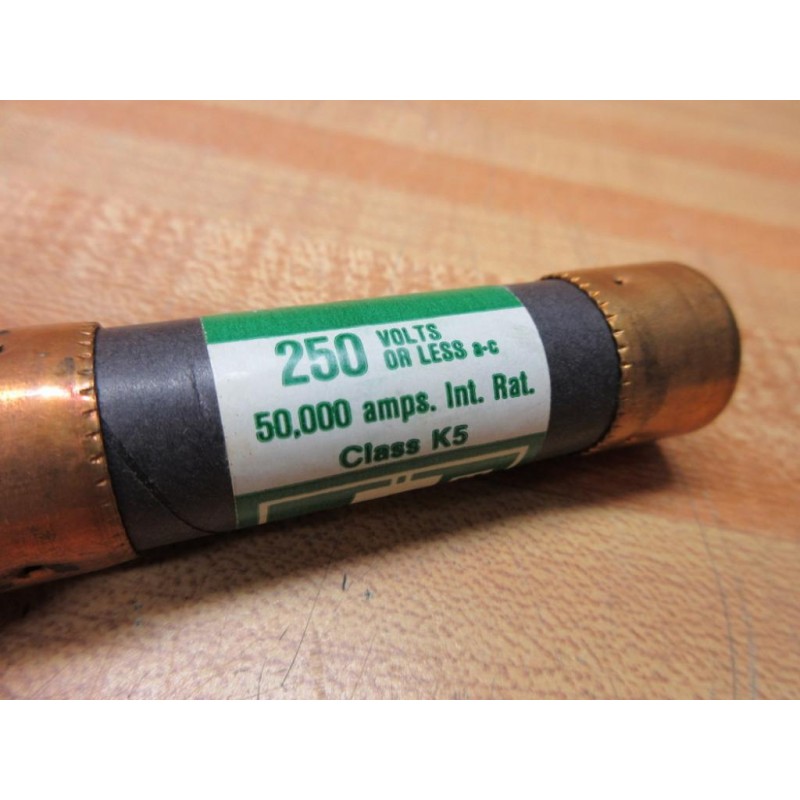 250 VOLTS
OR LESS a-c
50,000 amps. Int. Rat.
Class K5